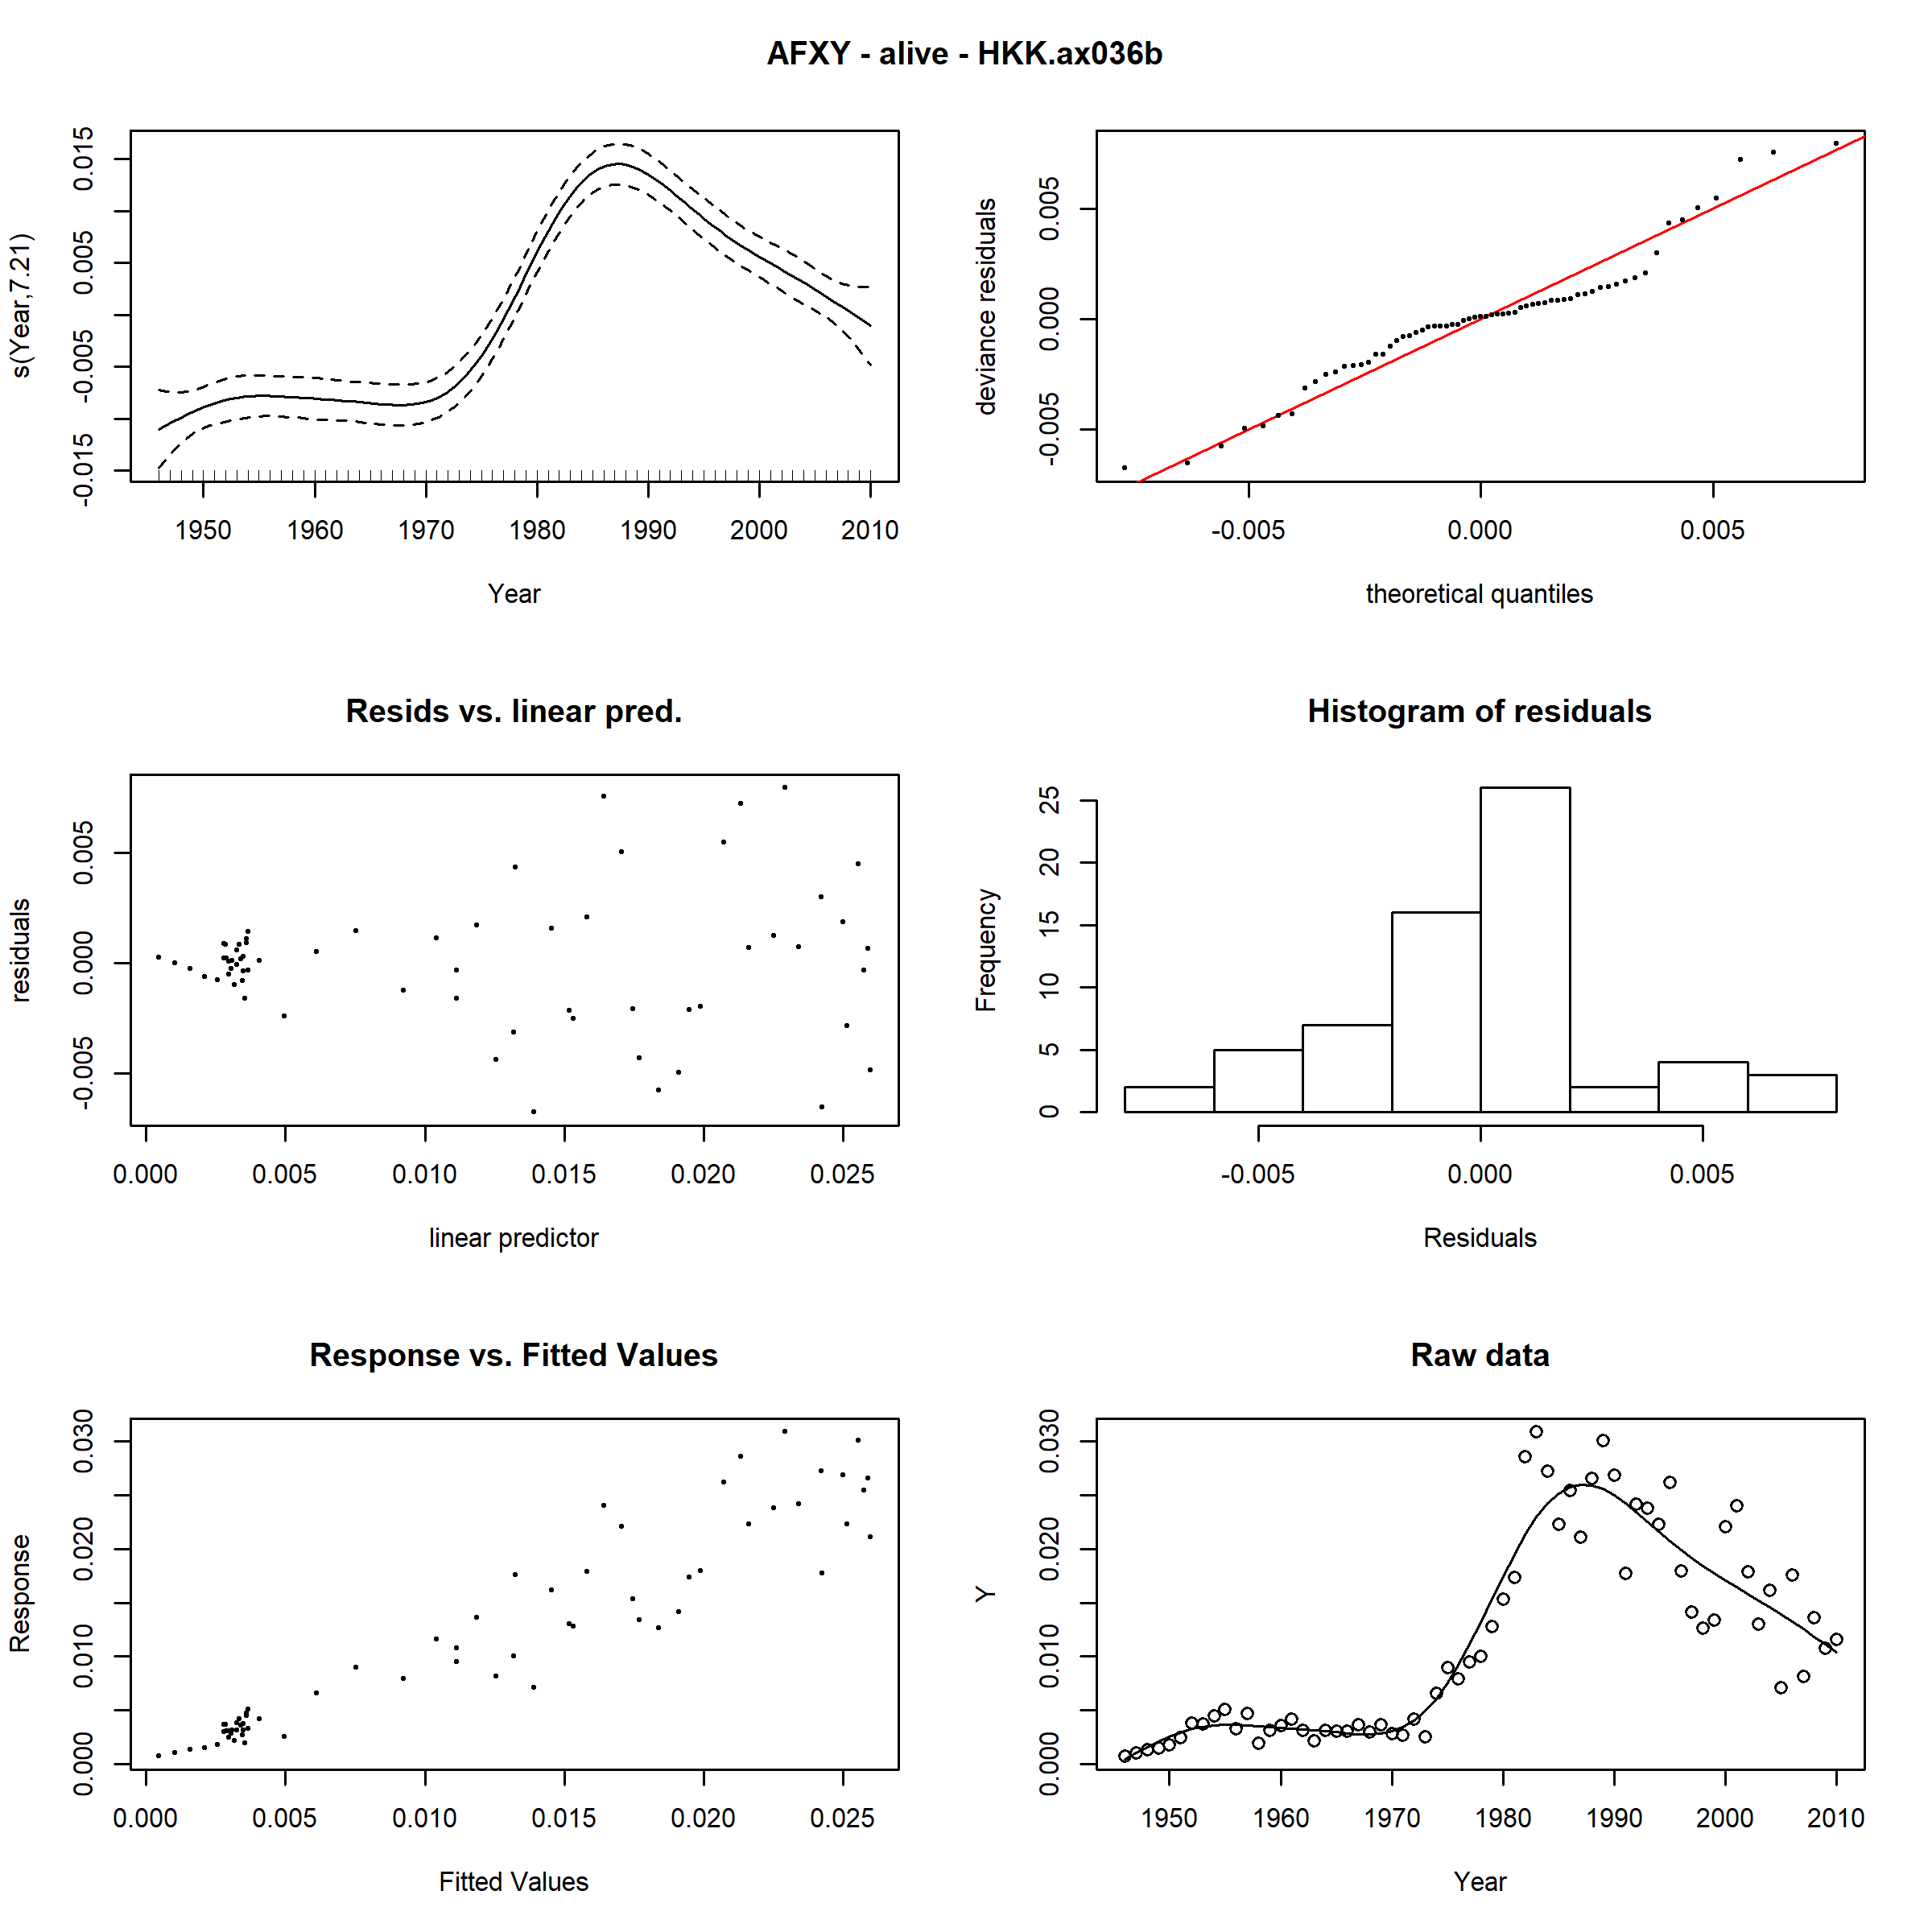 AFXY - alive - HKK.ax036b
s(Year,7.21)
-0.015 -0.005 0.005 0.015
1950 1960 1970 1980 1990 2000 2010
Year
deviance residuals
-0.005 0.000 0.005
-0.005 0.000 0.005
theoretical quantiles
Resids vs. linear pred.
residuals
-0.005 0.000 0.005
0.000 0.005 0.010 0.015 0.020 0.025
linear predictor
Histogram of residuals
Frequency
0 5 10 15 20 25
-0.005 0.000 0.005
Residuals
Response vs. Fitted Values
Response
0.000 0.010 0.020 0.030
0.000 0.005 0.010 0.015 0.020 0.025
Fitted Values
Raw data
Y
0.000 0.010 0.020 0.030
1950 1960 1970 1980 1990 2000 2010
Year